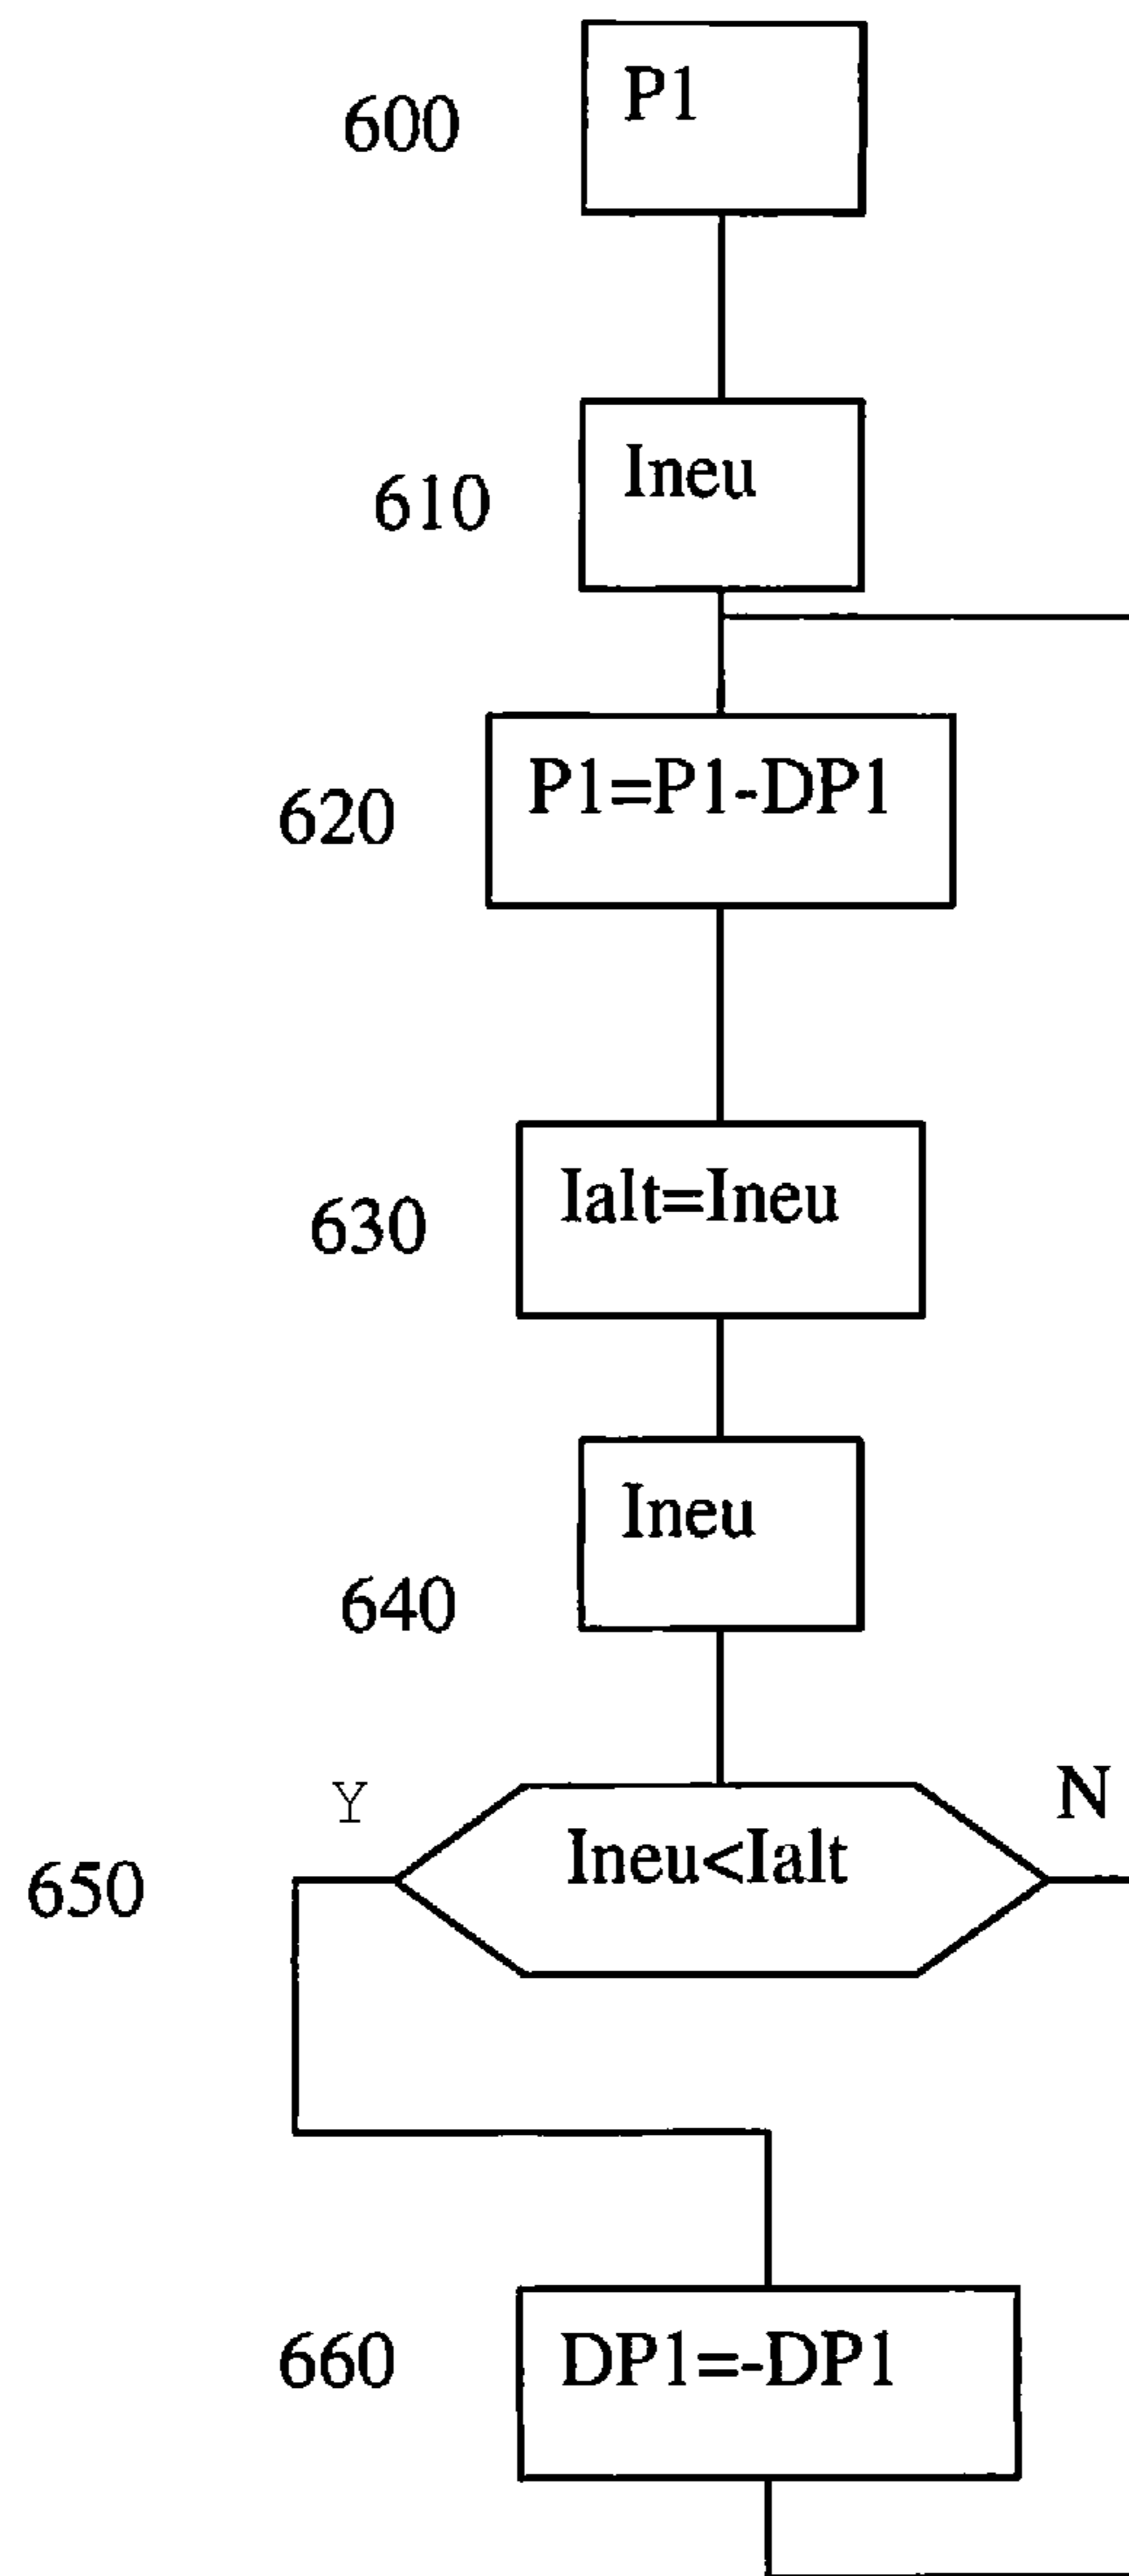 P1
600
Ineu
610
P1=P1-DP1
620
Ialt=Ineu
630
Ineu
640
Y
N
Ineu<Ialt
650
DP1=-DP1
660